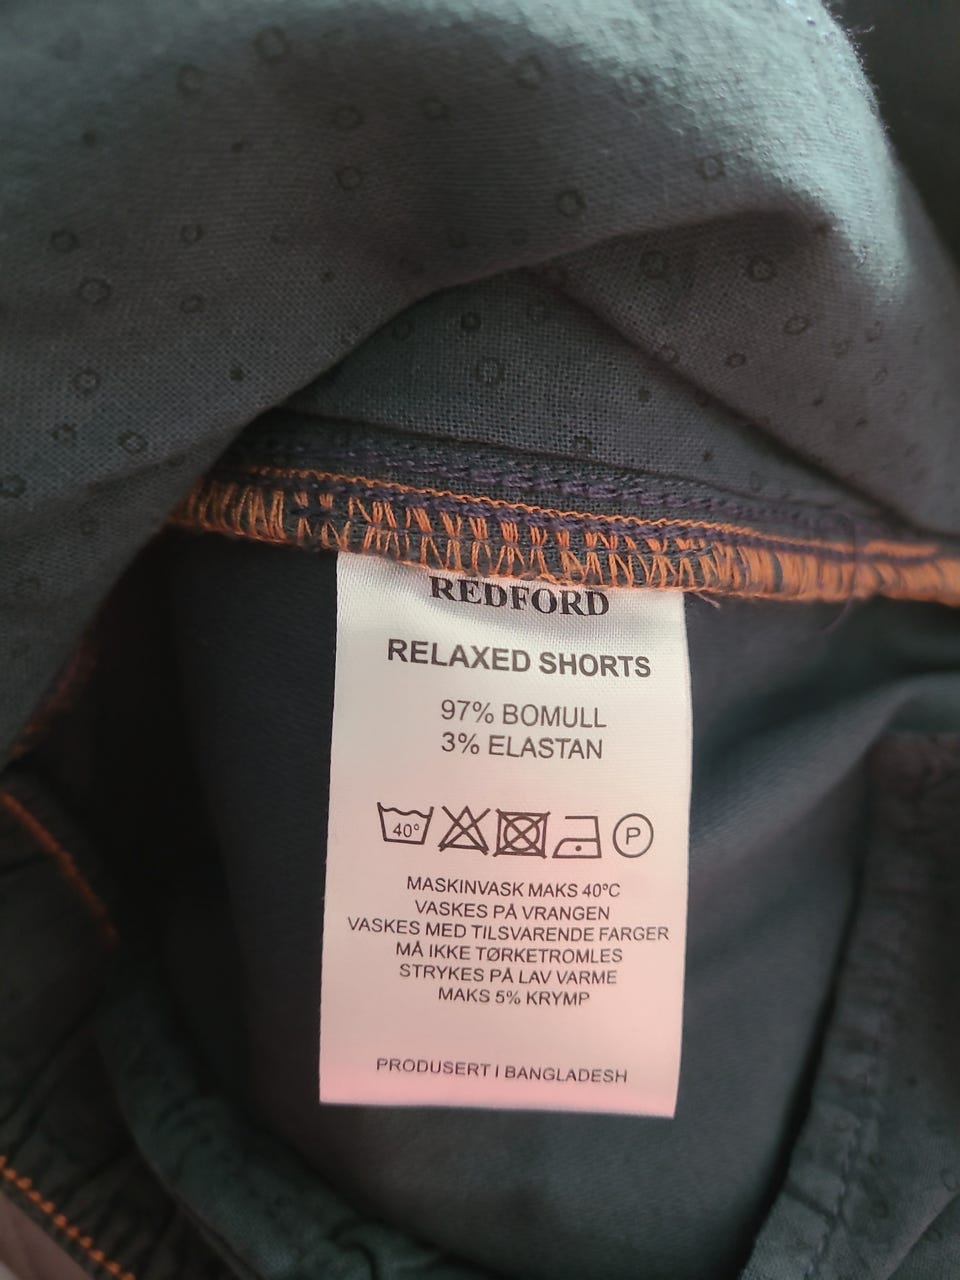 REDFORD
RELAXED SHORTS
97% BOMULL
3% ELASTAN
40° P
MASKINVASK MAKS 40ºC
VASKES PÅ VRANGEN
VASKES MED TILSVARENDE FARGER
MÅ IKKE TØRKETROMLES
STRYKES PÅ LAV VARME
MAKS 5% KRYMP
PRODUSERT I BANGLADESH